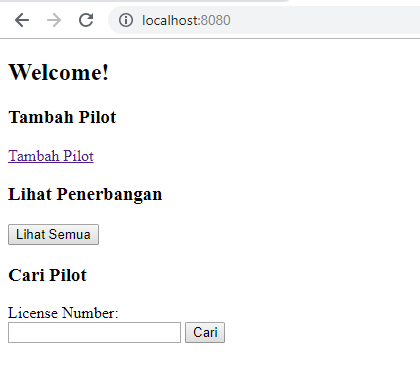 localhost:8080
Welcome!
Tambah Pilot
Tambah Pilot
Lihat Penerbangan
Lihat Semua
Cari Pilot
License Number:
Cari